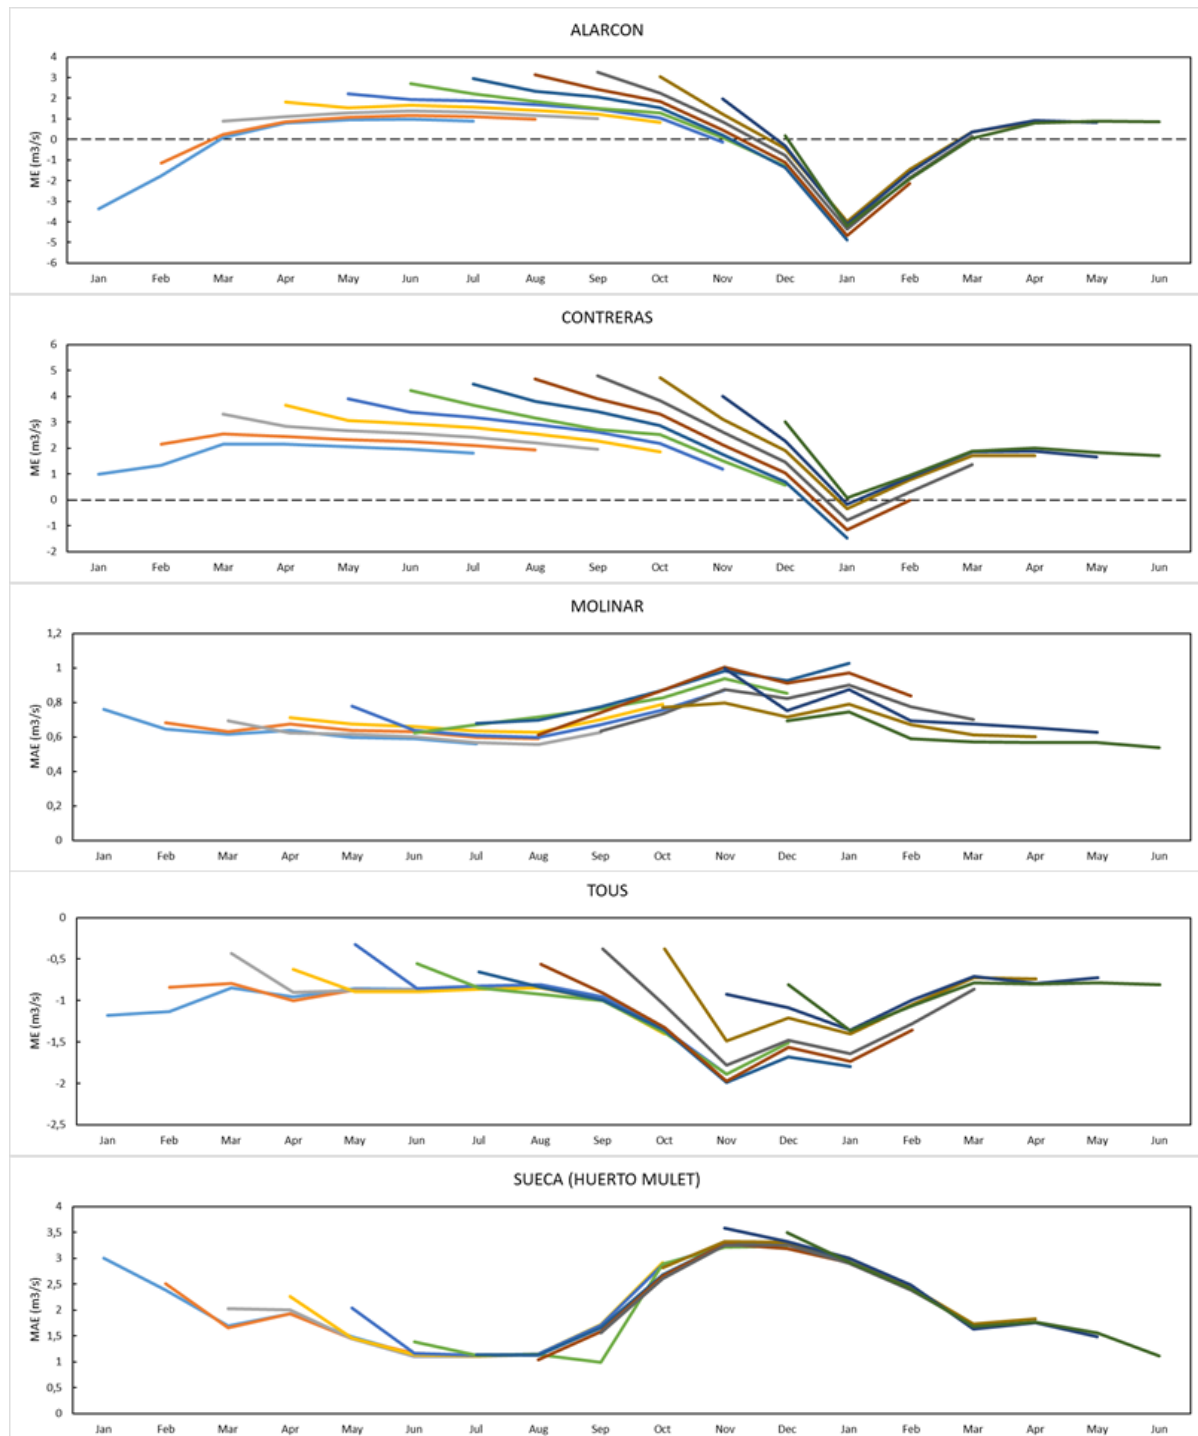 ALARCON
4
3
2
1
0
-1
-2
-3
-4
-5
-6
ME (m3/s)
Jan Feb Mar Apr May Jun Jul Aug Sep Oct Nov Dec Jan Feb Mar Apr May Jun
CONTRERAS
6
5
4
3
2
1
0
-1
-2
ME (m3/s)
Jan Feb Mar Apr May Jun Jul Aug Sep Oct Nov Dec Jan Feb Mar Apr May Jun
MOLINAR
1,2
1
0,8
0,6
0,4
0,2
0
MAE (m3/s)
Jan Feb Mar Apr May Jun Jul Aug Sep Oct Nov Dec Jan Feb Mar Apr May Jun
TOUS
0
-0,5
-1
-1,5
-2
-2,5
ME (m3/s)
Jan Feb Mar Apr May Jun Jul Aug Sep Oct Nov Dec Jan Feb Mar Apr May Jun
SUECA (HUERTO MULET)
4
3,5
3
2,5
2
1,5
1
0,5
0
MAE (m3/s)
Jan Feb Mar Apr May Jun Jul Aug Sep Oct Nov Dec Jan Feb Mar Apr May Jun